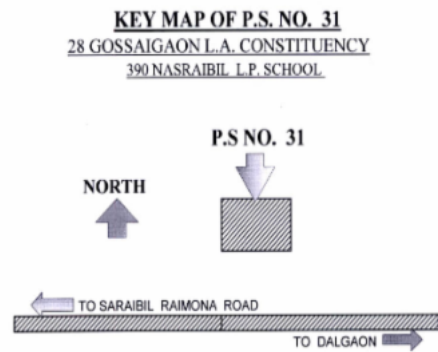 KEY MAP OF P.S. NO. 31
28 GOSSAIGAON L.A. CONSTITUENCY
390 NASRAIBIL L.P. SCHOOL
P.S NO. 31
NORTH
TO SARAIBIL RAIMONA ROAD
TO DALGAON